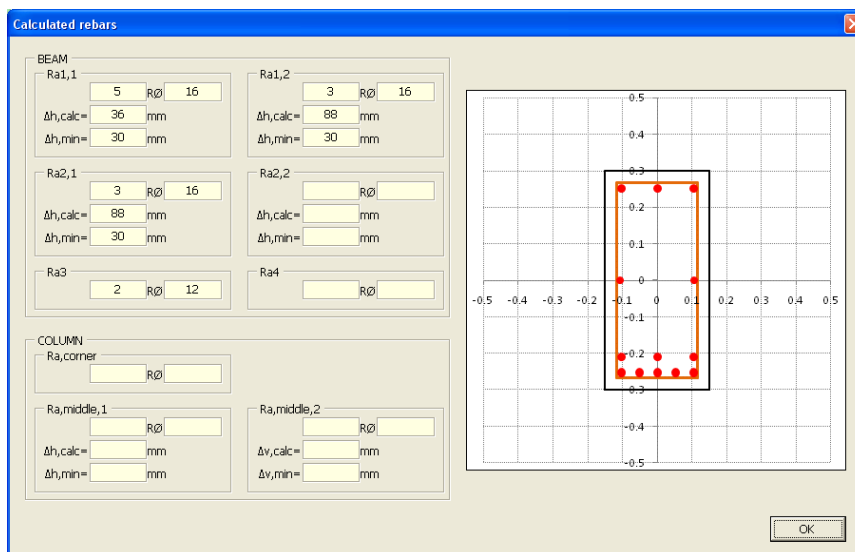 Calculated rebars
BEAM
Ra1,1
5 RØ 16
Δh,calc= 36 mm
Δh,min= 30 mm
Ra1,2
3 RØ 16
Δh,calc= 88 mm
Δh,min= 30 mm
Ra2,1
3 RØ 16
Δh,calc= 88 mm
Δh,min= 30 mm
Ra2,2
RØ
Δh,calc= mm
Δh,min= mm
Ra3
2 RØ 12
Ra4
RØ
COLUMN
Ra,corner
RØ
Ra,middle,1
RØ
Δh,calc= mm
Δh,min= mm
Ra,middle,2
RØ
Δv,calc= mm
Δv,min= mm
0.5
0.4
0.3
0.2
0.1
0
-0.5 -0.4 -0.3 -0.2 -0.1 0 0.1 0.2 0.3 0.4 0.5
-0.1
-0.2
-0.3
-0.4
-0.5
OK